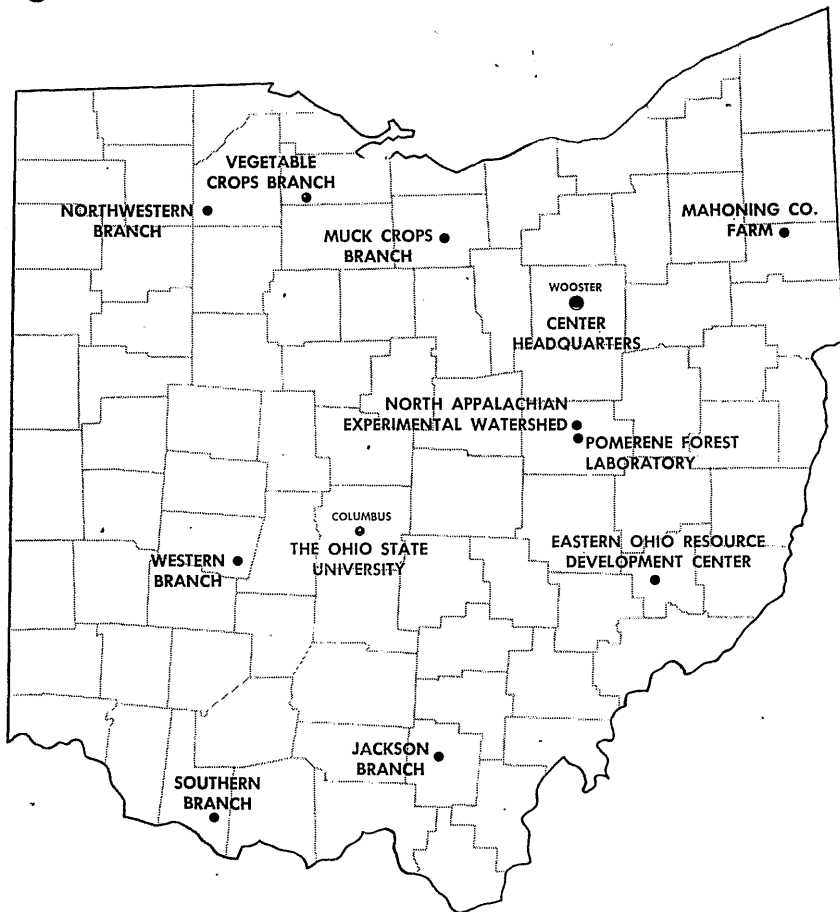 VEGETABLE
CROPS BRANCH
NORTHWESTERN
BRANCH
MUCK CROPS
BRANCH
MAHONING CO.
FARM
WOOSTER
CENTER
HEADQUARTERS
NORTH APPALACHIAN
EXPERIMENTAL WATERSHED
POMERENE FOREST
LABORATORY
COLUMBUS
THE OHIO STATE
UNIVERSITY
EASTERN OHIO RESOURCE
DEVELOPMENT CENTER
WESTERN
BRANCH
JACKSON
BRANCH
SOUTHERN
BRANCH